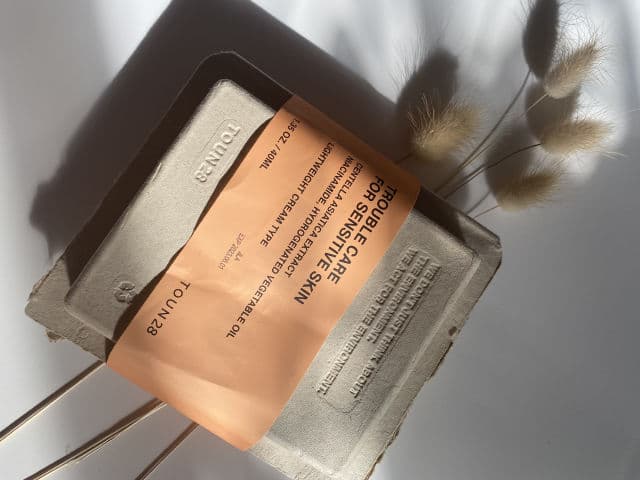 TROUBLE CARE
FOR SENSITIVE SKIN
CENTELLA ASIATICA EXTRACT
NIACINAMIDE, HYDROGENATED VEGETABLE OIL
LIGHTWEIGHT CREAM TYPE
1.35 OZ / 40ML
EXP
TOUN28
TOUN28
WE DON'T JUST THINK ABOUT
THE ENVIRONMENT.
WE ACT FOR THE ENVIRONMENT.